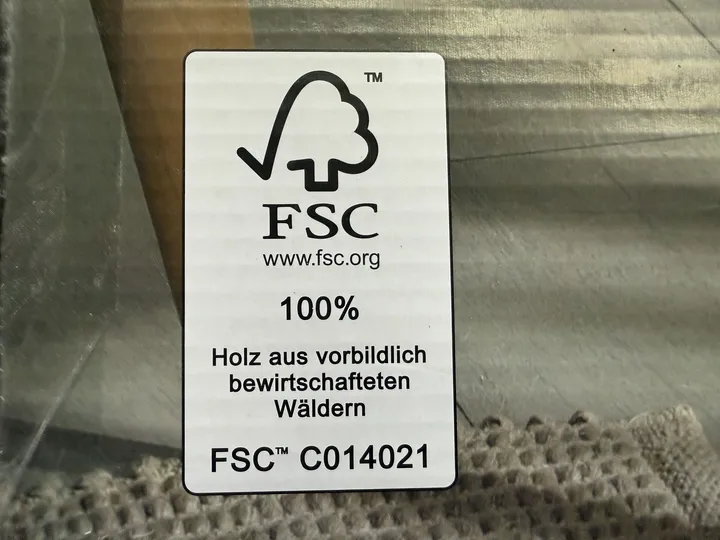 TM
FSC
www.fsc.org
100%
Holz aus vorbildlich
bewirtschafteten
Wäldern
FSC™ C014021